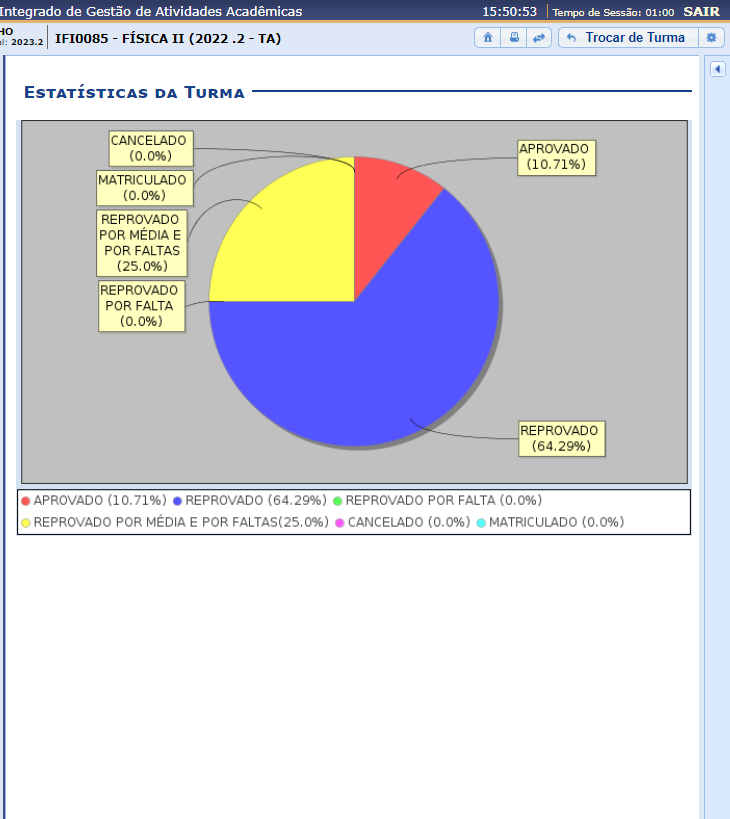 Integrado de Gestão de Atividades Acadêmicas 15:50:53 Tempo de Sessão: 01:00 SAIR
2023.2 IFI0085 - FÍSICA II (2022 .2 - TA) Trocar de Turma
Estatísticas da Turma
CANCELADO
(0.0%)
MATRICULADO
(0.0%)
REPROVADO
POR MÉDIA E
POR FALTAS
(25.0%)
REPROVADO
POR FALTA
(0.0%)
APROVADO
(10.71%)
REPROVADO
(64.29%)
APROVADO (10.71%) REPROVADO (64.29%) REPROVADO POR FALTA (0.0%)
REPROVADO POR MÉDIA E POR FALTAS(25.0%) CANCELADO (0.0%) MATRICULADO (0.0%)